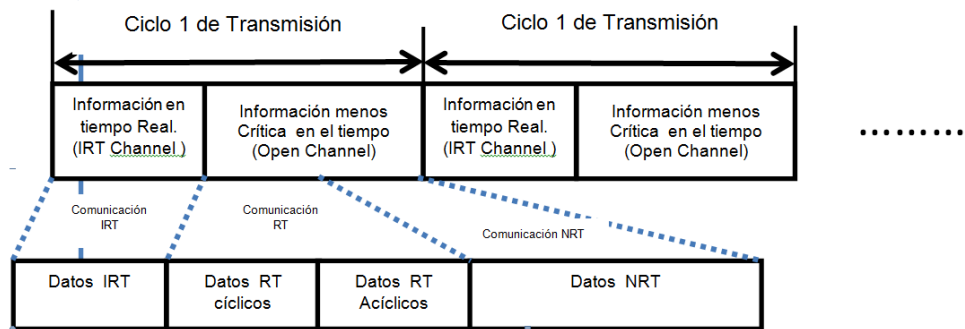 Ciclo 1 de Transmisión
Ciclo 1 de Transmisión
Información en
tiempo Real.
(IRT Channel )
Información menos
Crítica en el tiempo
(Open Channel)
Información en
tiempo Real.
(IRT Channel )
Información menos
Crítica en el tiempo
(Open Channel)
..........
Comunicación
IRT
Comunicación
RT
Comunicación NRT
Datos IRT
Datos RT
cíclicos
Datos RT
Acíclicos
Datos NRT